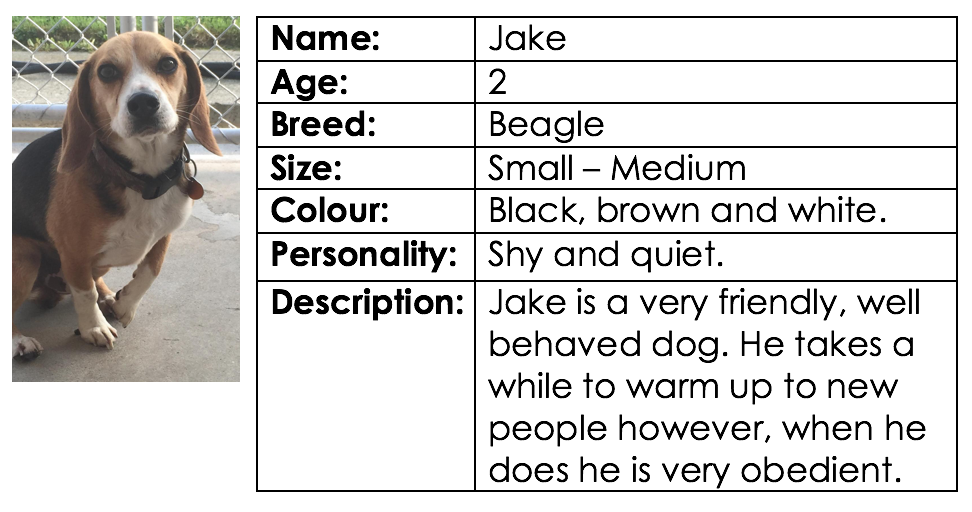 Name: Jake
Age: 2
Breed: Beagle
Size: Small – Medium
Colour: Black, brown and white.
Personality: Shy and quiet.
Description: Jake is a very friendly, well
behaved dog. He takes a
while to warm up to new
people however, when he
does he is very obedient.